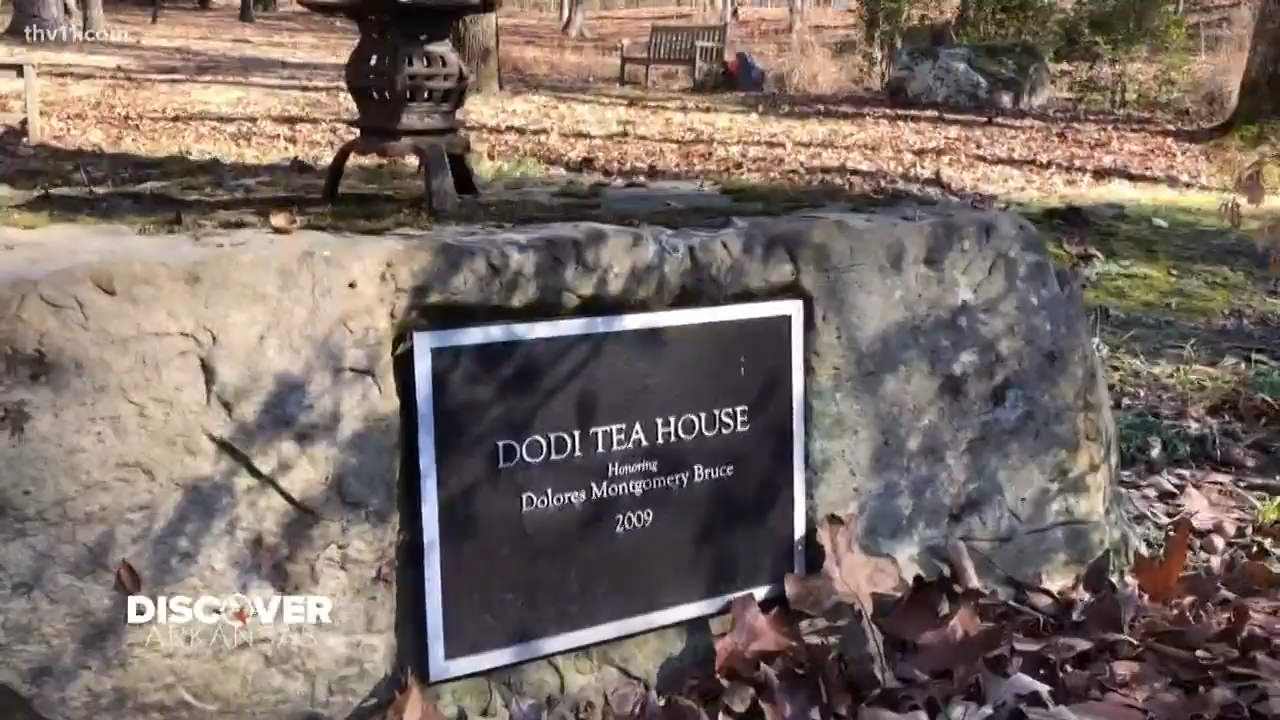 thv11.com
DODI TEA HOUSE
Honoring
Dolores Montgomery Bruce
2009
DISCOVER
ARKANSAS